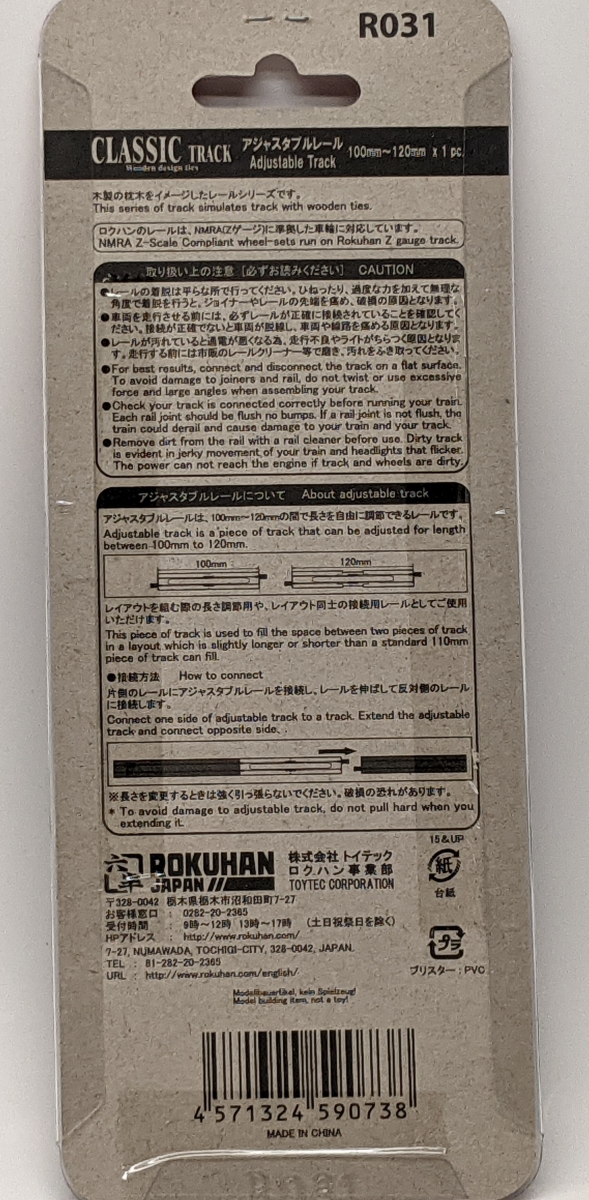 R031
CLASSIC TRACK アジャスタブルレール 100mm～120mm x 1 pc.
Wooden design ties Adjustable Track
木製の枕木をイメージしたレールシリーズです。
This series of track simulates track with wooden ties.
ロクハンのレールは、NMRA(Zゲージ)に準拠した車輪に対応しています。
NMRA Z-Scale Compliant wheel-sets run on Rokuhan Z gauge track.
取り扱い上の注意 [必ずお読みください] CAUTION
●レールの着脱は平らな所で行ってください。ひねったり、過度な力を加えて無理な
角度で着脱を行うと、ジョイナーやレールの先端を痛め、破損の原因となります。
●車両を走行させる前には、必ずレールが正確に接続されていることを確認してく
ださい。接続が正確でないと車両が脱線し、車両や線路を痛める原因となります。
●レールが汚れていると通電が悪くなる為、走行不良やライトがちらつく原因となりま
す。走行する前には市販のレールクリーナー等で磨き、汚れをふき取ってください。
●For best results, connect and disconnect the track on a flat surface.
To avoid damage to joiners and rail, do not twist or use excessive
force and large angles when assembling your track.
●Check your track is connected correctly before running your train.
Each rail joint should be flush no bumps. If a rail joint is not flush, the
train could derail and cause damage to your train and your track.
●Remove dirt from the rail with a rail cleaner before use. Dirty track
is evident in jerky movement of your train and headlights that flicker.
The power can not reach the engine if track and wheels are dirty.
アジャスタブルレールについて About adjustable track
アジャスタブルレールは、100mm～120mmの間で長さを自由に調節できるレールです。
Adjustable track is a piece of track that can be adjusted for length
between 100mm to 120mm.
100mm 120mm
レイアウトを組む際の長さ調節用や、レイアウト同士の接続用レールとしてご使用
いただけます。
This piece of track is used to fill the space between two pieces of track
in a layout which is slightly longer or shorter than a standard 110mm
piece of track can fill.
●接続方法 How to connect
片側のレールにアジャスタブルレールを接続し、レールを伸ばして反対側のレール
に接続します。
Connect one side of adjustable track to a track. Extend the adjustable
track and connect opposite side.
※長さを変更するときは強く引っ張らないでください。破損の恐れがあります。
* To avoid damage to adjustable track, do not pull hard when you
extending it.
15&UP
六半 ROKUHAN JAPAN
株式会社 トイテック
ロクハン事業部
TOYTEC CORPORATION
紙
台紙
〒328-0042 栃木県栃木市沼和田町7-27
お客様窓口 : 0282-20-2365
受付時間 : 9時～12時 13時～17時 (土日祝祭日を除く)
HPアドレス : http://www.rokuhan.com/
7-27, NUMAWADA, TOCHIGI-CITY, 328-0042, JAPAN.
TEL : 81-282-20-2365
URL : http://www.rokuhan.com/english/
プラ
ブリスター : PVC
Modellbauartikel, kein Spielzeug!
Model building item, not a toy!
4 571324 590738
MADE IN CHINA